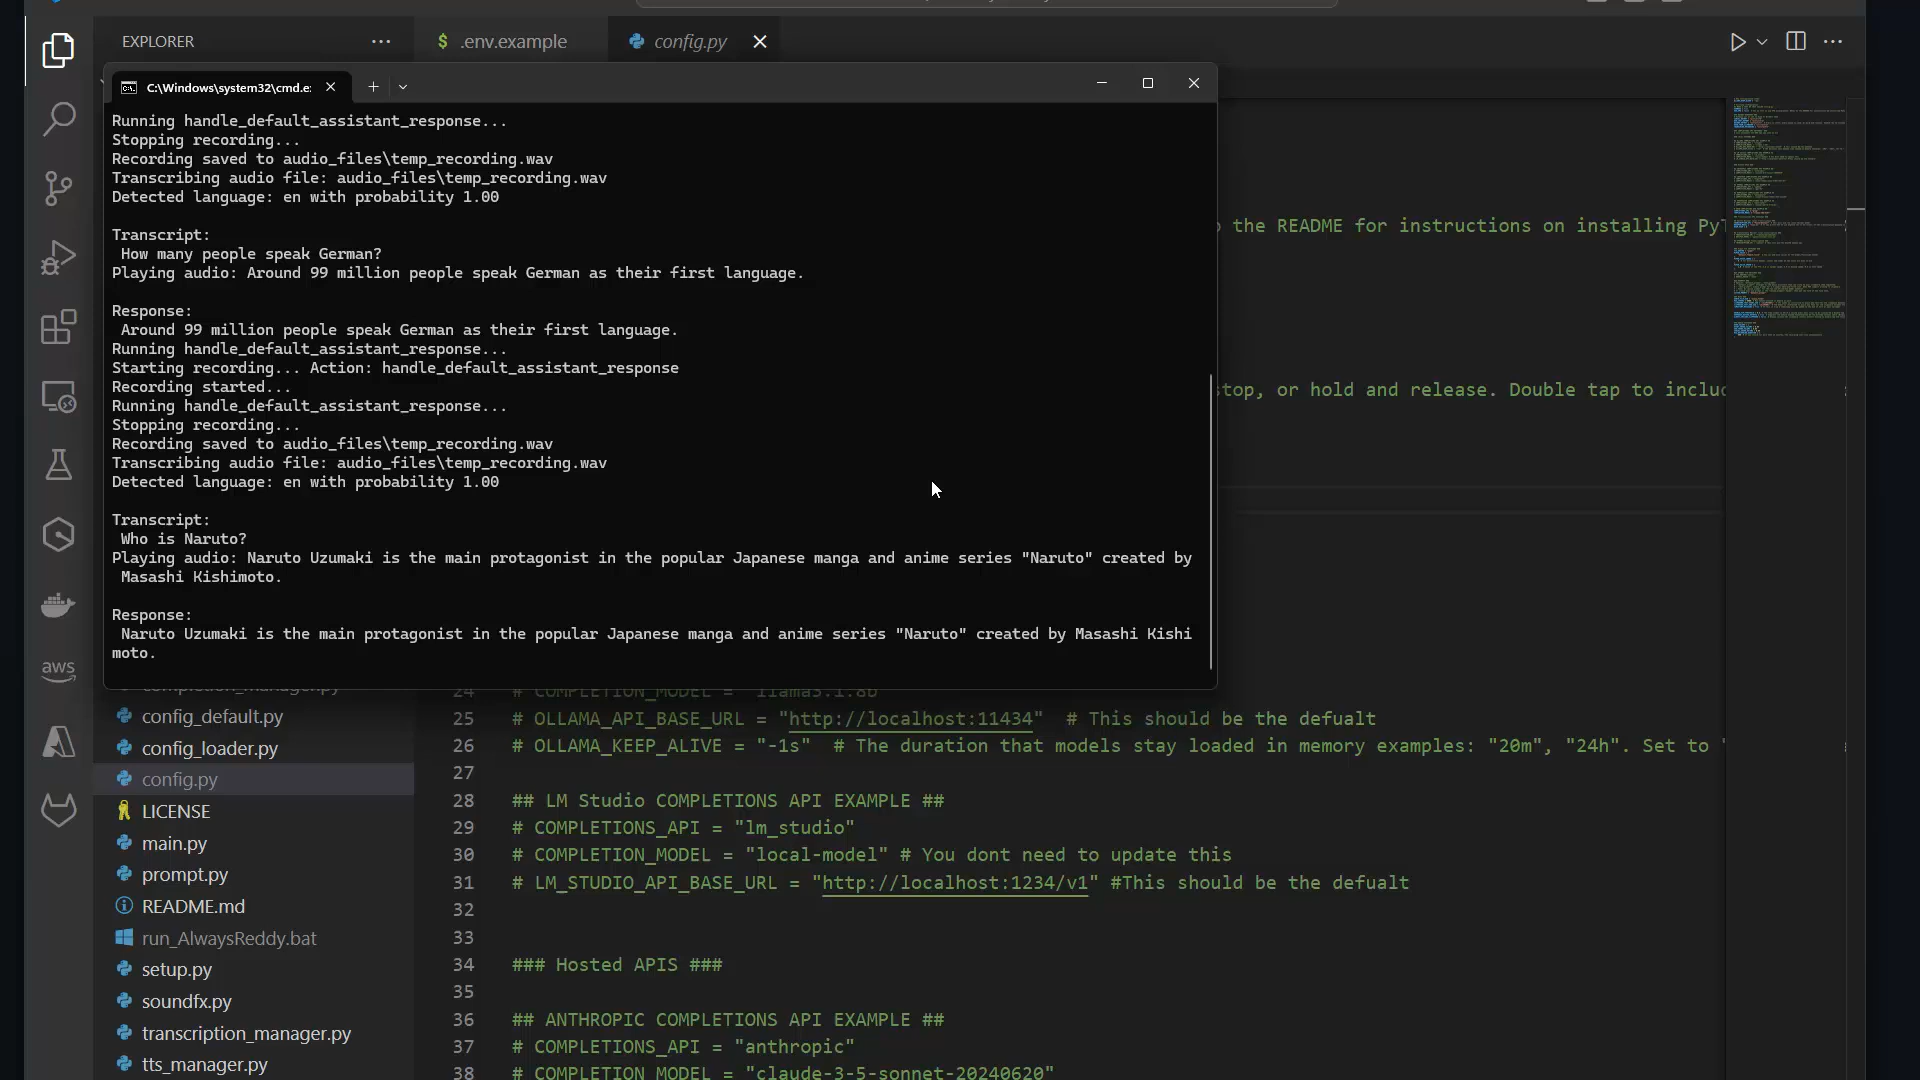 EXPLORER
.env.example
config.py
C:\Windows\system32\cmd.e
Running handle_default_assistant_response...
Stopping recording...
Recording saved to audio_files\temp_recording.wav
Transcribing audio file: audio_files\temp_recording.wav
Detected language: en with probability 1.00
Transcript:
How many people speak German?
Playing audio: Around 99 million people speak German as their first language.
Response:
Around 99 million people speak German as their first language.
Running handle_default_assistant_response...
Starting recording... Action: handle_default_assistant_response
Recording started...
Running handle_default_assistant_response...
Stopping recording...
Recording saved to audio_files\temp_recording.wav
Transcribing audio file: audio_files\temp_recording.wav
Detected language: en with probability 1.00
Transcript:
Who is Naruto?
Playing audio: Naruto Uzumaki is the main protagonist in the popular Japanese manga and anime series "Naruto" created by
Masashi Kishimoto.
Response:
Naruto Uzumaki is the main protagonist in the popular Japanese manga and anime series "Naruto" created by Masashi Kishi
moto.
the README for instructions on installing Py
stop, or hold and release. Double tap to includ
aws
completion_manager.py
config_default.py
config_loader.py
config.py
LICENSE
main.py
prompt.py
README.md
run_AlwaysReddy.bat
setup.py
soundfx.py
transcription_manager.py
tts_manager.py
24 # COMPLETION_MODEL = "llama3.1:8b"
25 # OLLAMA_API_BASE_URL = "http://localhost:11434" # This should be the defualt
26 # OLLAMA_KEEP_ALIVE = "-1s" # The duration that models stay loaded in memory examples: "20m", "24h". Set to "
27
28 ## LM Studio COMPLETIONS API EXAMPLE ##
29 # COMPLETIONS_API = "lm_studio"
30 # COMPLETION_MODEL = "local-model" # You dont need to update this
31 # LM_STUDIO_API_BASE_URL = "http://localhost:1234/v1" #This should be the defualt
32
33
34 ### Hosted APIS ###
35
36 ## ANTHROPIC COMPLETIONS API EXAMPLE ##
37 # COMPLETIONS_API = "anthropic"
38 # COMPLETION_MODEL = "claude-3-5-sonnet-20240620"